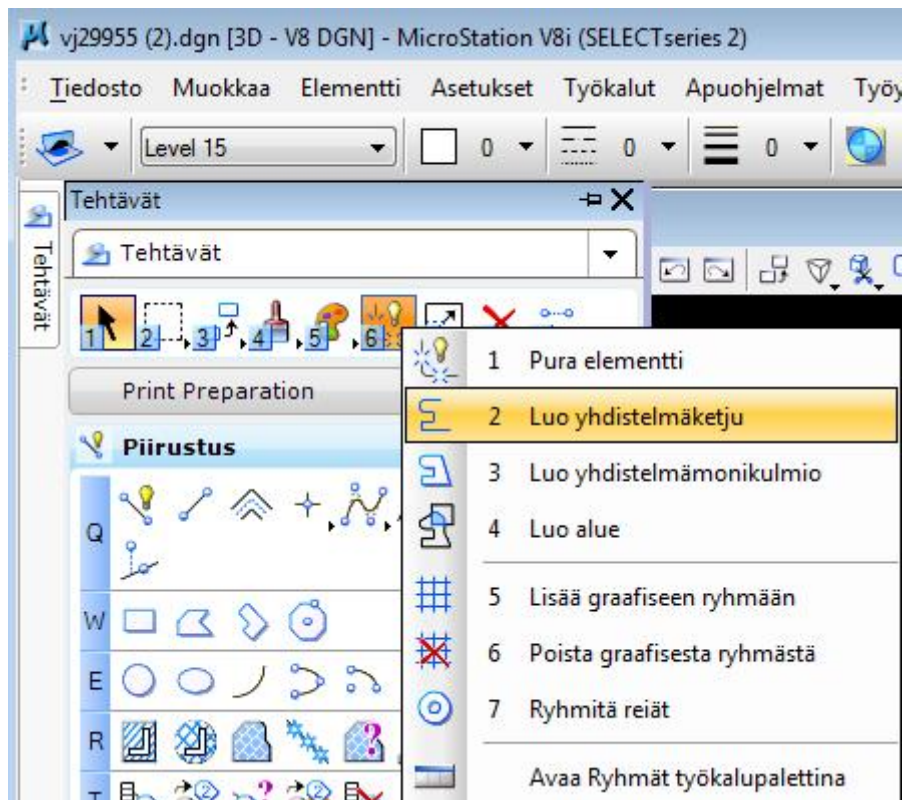 vj29955 (2).dgn [3D - V8 DGN] - MicroStation V8i (SELECTseries 2)
Tiedosto Muokkaa Elementti Asetukset Työkalut Apuohjelmat
Level 15 0 0 0
Tehtävät
Tehtävät
Tehtävät
1 2 3 4 5 6
Print Preparation
Piirustus
Q
W
E
R
T
1 Pura elementti
2 Luo yhdistelmäketju
3 Luo yhdistelmämonikulmio
4 Luo alue
5 Lisää graafiseen ryhmään
6 Poista graafisesta ryhmästä
7 Ryhmitä reiät
Avaa Ryhmät työkalupalettina